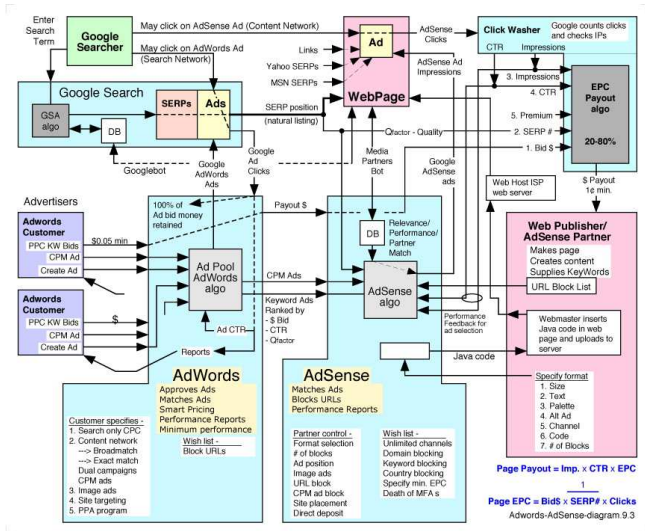 Enter
Search
Term
Google
Searcher
May click on AdSense Ad (Content Network)
May click on AdWords Ad
(Search Network)
Links
Yahoo SERPs
MSN SERPs
Ad
WebPage
AdSense
Clicks
AdSense Ad
Impressions
Click Washer
Google counts clicks
and checks IPs
CTR
Impressions
3. Impressions
4. CTR
5. Premium
2. SERP #
1. Bid $
EPC
Payout
algo
20-80%
Google Search
GSA
algo
SERPs
Ads
DB
SERP position
(natural listing)
Qfactor - Quality
Googlebot
Google
AdWords
Ads
Google
Ad
Clicks
Media
Partners
Bot
Google
AdSense
ads
Web Host ISP
web server
$ Payout
1¢ min.
Advertisers
Adwords
Customer
PPC KW Bids
CPM Ad
Create Ad
$0.05 min
100% of
Ad bid money
retained
Payout $
DB
Relevance/
Performance/
Partner
Match
Ad Pool
AdWords
algo
CPM Ads
Keyword Ads
Ranked by
- $ Bid
- CTR
- Qfactor
AdSense
algo
Performance
Feedback for
ad selection
Web Publisher/
AdSense Partner
Makes page
Creates content
Supplies KeyWords
URL Block List
Webmaster inserts
Java code in web
page and uploads to
server
Adwords
Customer
PPC KW Bids
CPM Ad
Create Ad
$
Ad CTR
Reports
Java code
AdWords
Approves Ads
Matches Ads
Smart Pricing
Performance Reports
Minimum performance
Customer specifies -
1. Search only CPC
2. Content network
---> Broadmatch
---> Exact match
Dual campaigns
CPM ads
3. Image ads
4. Site targeting
5. PPA program
Wish list -
Block URLs
AdSense
Matches Ads
Blocks URLs
Performance Reports
Partner control -
Format selection
# of blocks
Ad position
Image ads
URL block
CPM ad block
Site placement
Direct deposit
Wish list -
Unlimited channels
Domain blocking
Keyword blocking
Country blocking
Specify min. EPC
Death of MFA s
Specify format
1. Size
2. Text
3. Palette
4. Alt Ad
5. Channel
6. Code
7. # of Blocks
Page Payout = Imp. x CTR x EPC
1
Page EPC = Bid$ x SERP# x Clicks
Adwords-AdSense-diagram.9.3